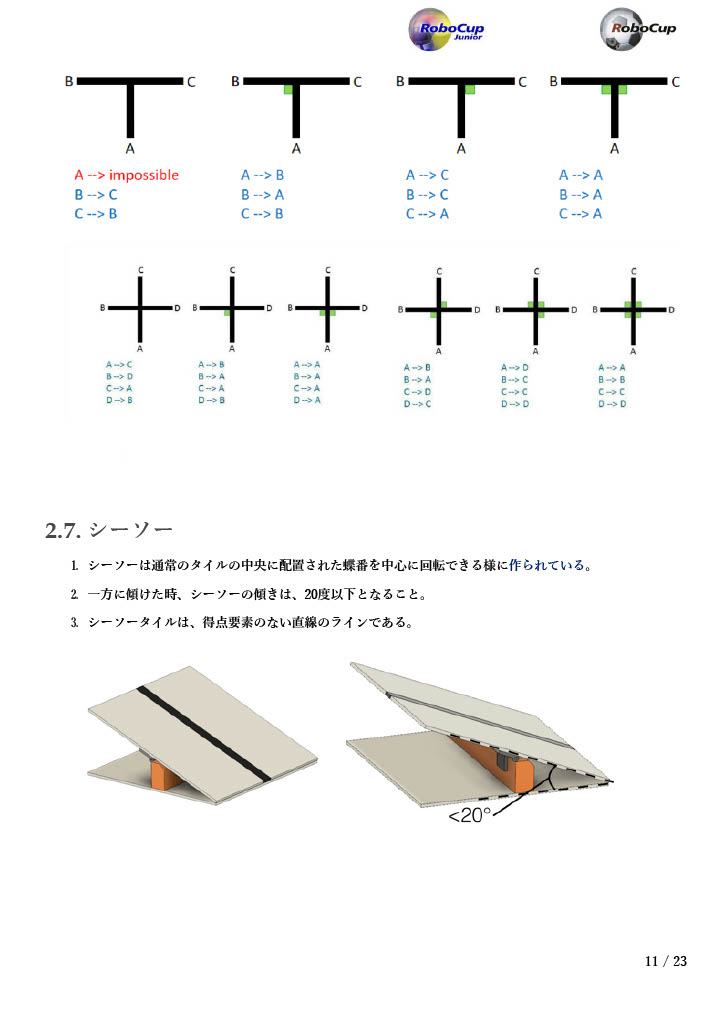 RoboCup Junior
RoboCup
B C
A
A --> impossible
B --> C
C --> B
B C
A
A --> B
B --> A
C --> B
B C
A
A --> C
B --> C
C --> A
B C
A
A --> A
B --> A
C --> A
C
B D
A
A --> C
B --> D
C --> A
D --> B
C
B D
A
A --> B
B --> A
C --> A
D --> B
C
B D
A
A --> A
B --> A
C --> A
D --> A
C
B D
A
A --> B
B --> A
C --> D
D --> C
C
B D
A
A --> D
B --> C
C --> C
D --> D
C
B D
A
A --> A
B --> B
C --> C
D --> D
2.7. シーソー
1. シーソーは通常のタイルの中央に配置された蝶番を中心に回転できる様に作られている。
2. 一方に傾けた時、シーソーの傾きは、20度以下となること。
3. シーソータイルは、得点要素のない直線のラインである。
<20°
11 / 23